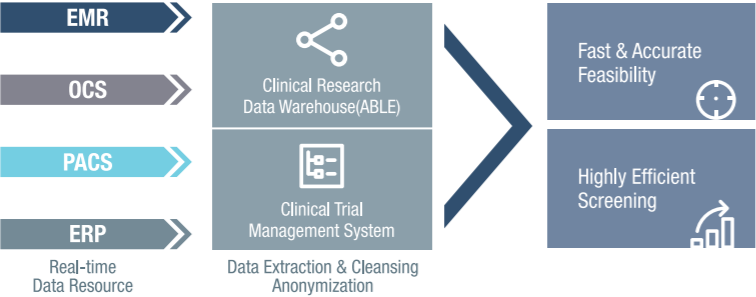 EMR
OCS
PACS
ERP
Real-time
Data Resource
Clinical Research
Data Warehouse(ABLE)
Clinical Trial
Management System
Data Extraction & Cleansing
Anonymization
Fast & Accurate
Feasibility
Highly Efficient
Screening